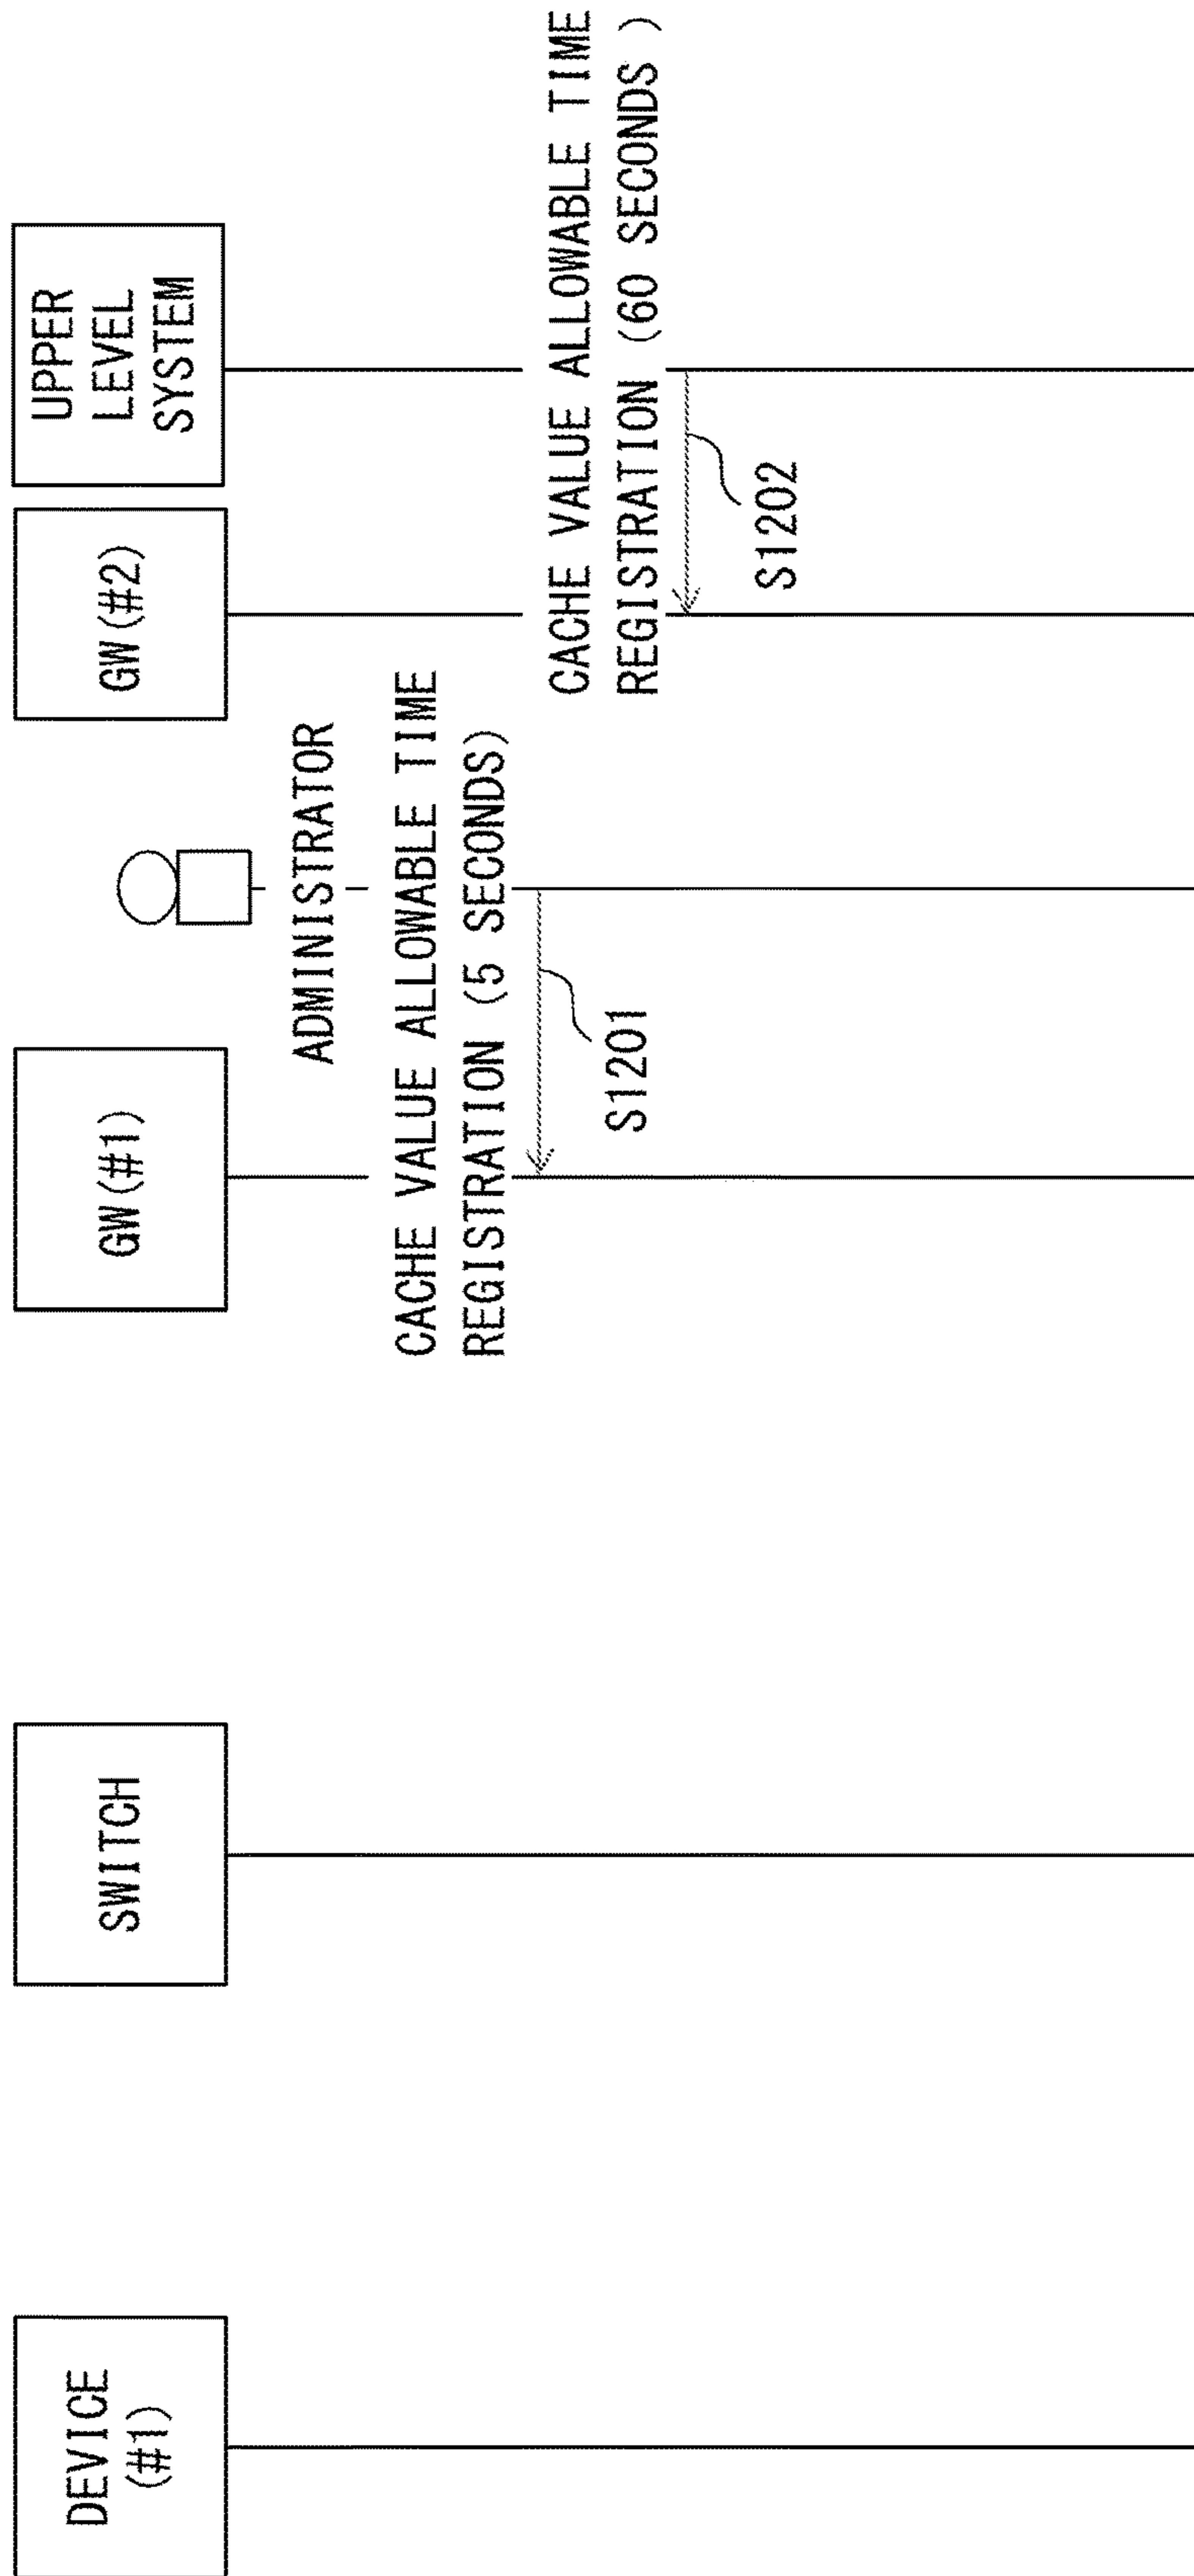 DEVICE
(#1)
SWITCH
GW(#1)
ADMINISTRATOR
GW(#2)
UPPER
LEVEL
SYSTEM
CACHE VALUE ALLOWABLE TIME
REGISTRATION (5 SECONDS)
S1201
CACHE VALUE ALLOWABLE TIME
REGISTRATION (60 SECONDS )
S1202